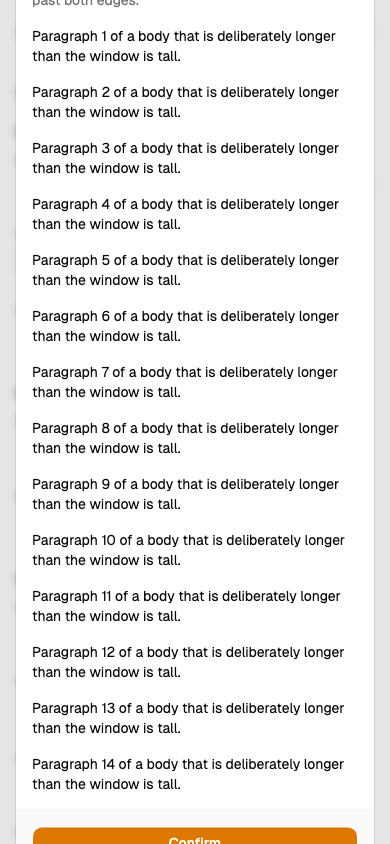 past both edges.
Paragraph 1 of a body that is deliberately longer
than the window is tall.
Paragraph 2 of a body that is deliberately longer
than the window is tall.
Paragraph 3 of a body that is deliberately longer
than the window is tall.
Paragraph 4 of a body that is deliberately longer
than the window is tall.
Paragraph 5 of a body that is deliberately longer
than the window is tall.
Paragraph 6 of a body that is deliberately longer
than the window is tall.
Paragraph 7 of a body that is deliberately longer
than the window is tall.
Paragraph 8 of a body that is deliberately longer
than the window is tall.
Paragraph 9 of a body that is deliberately longer
than the window is tall.
Paragraph 10 of a body that is deliberately longer
than the window is tall.
Paragraph 11 of a body that is deliberately longer
than the window is tall.
Paragraph 12 of a body that is deliberately longer
than the window is tall.
Paragraph 13 of a body that is deliberately longer
than the window is tall.
Paragraph 14 of a body that is deliberately longer
than the window is tall.
Confirm